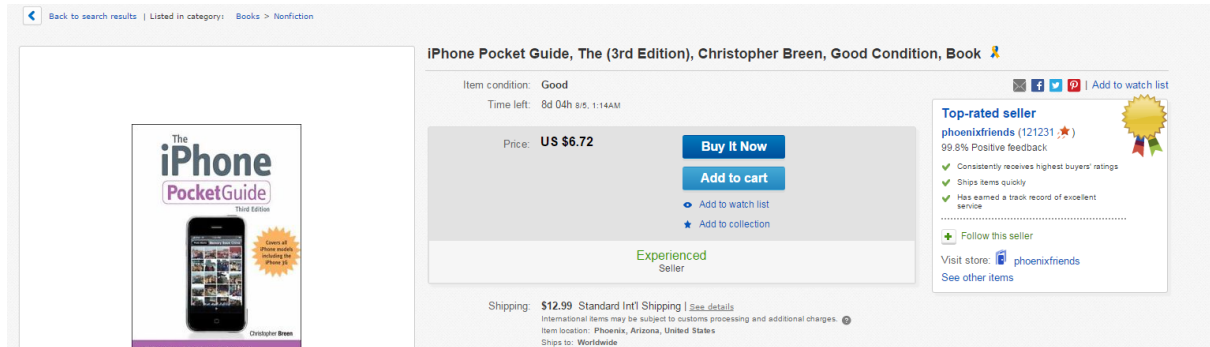 Back to search results | Listed in category: Books > Nonfiction
iPhone Pocket Guide, The (3rd Edition), Christopher Breen, Good Condition, Book
Item condition: Good
Time left: 8d 04h 8/5, 1:14AM
Price: US $6.72
Buy It Now
Add to cart
Add to watch list
Add to collection
Experienced
Seller
Shipping: $12.99 Standard Int'l Shipping | See details
International items may be subject to customs processing and additional charges.
Item location: Phoenix, Arizona, United States
Ships to: Worldwide
| Add to watch list
Top-rated seller
phoenixfriends (121231 )
99.8% Positive feedback
Consistently receives highest buyers' ratings
Ships items quickly
Has earned a track record of excellent
service
Follow this seller
Visit store: phoenixfriends
See other items
The
iPhone
PocketGuide
Third Edition
Covers all
iPhone models
including the
iPhone 3G
Christopher Breen